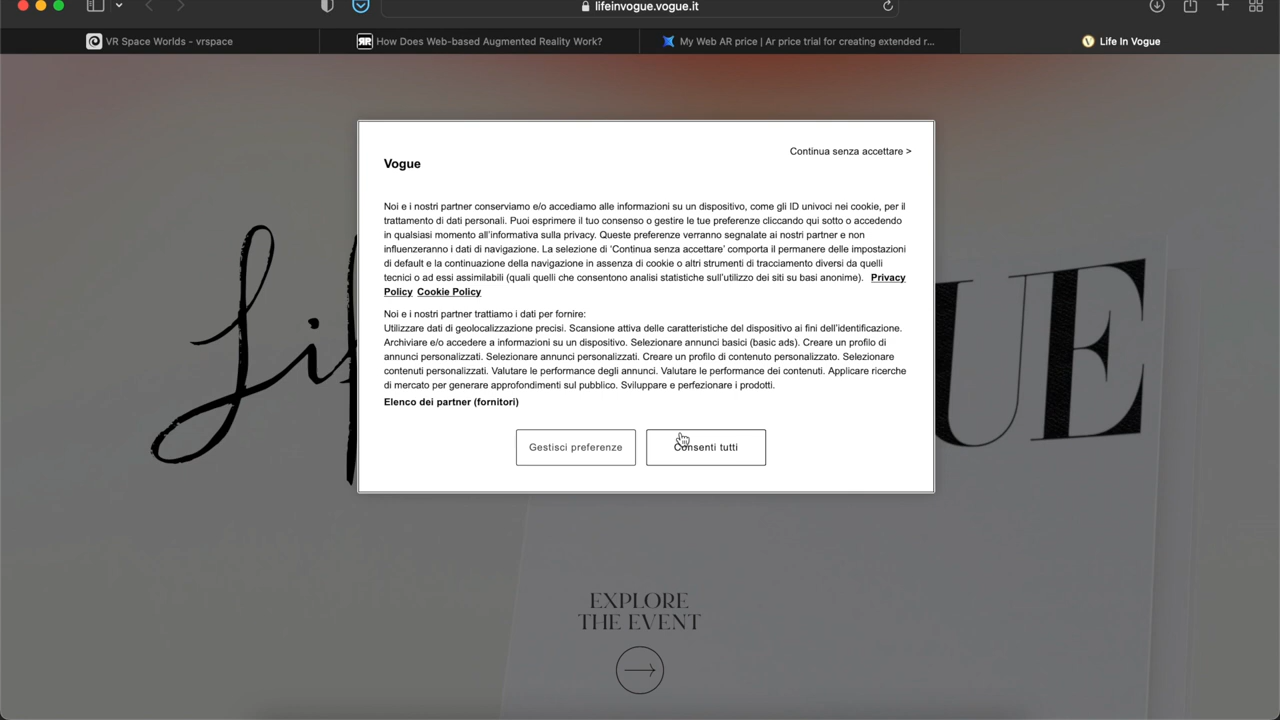 lifeinvogue.vogue.it
VR Space Worlds - vrspace
How Does Web-based Augmented Reality Work?
My Web AR price | Ar price trial for creating extended r...
Life In Vogue
Continua senza accettare >
Vogue
Noi e i nostri partner conserviamo e/o accediamo alle informazioni su un dispositivo, come gli ID univoci nei cookie, per il
trattamento di dati personali. Puoi esprimere il tuo consenso o gestire le tue preferenze cliccando qui sotto o accedendo
in qualsiasi momento all'informativa sulla privacy. Queste preferenze verranno segnalate ai nostri partner e non
influenzeranno i dati di navigazione. La selezione di 'Continua senza accettare' comporta il permanere delle impostazioni
di default e la continuazione della navigazione in assenza di cookie o altri strumenti di tracciamento diversi da quelli
tecnici o ad essi assimilabili (quali quelli che consentono analisi statistiche sull'utilizzo dei siti su basi anonime). Privacy
Policy Cookie Policy
Noi e i nostri partner trattiamo i dati per fornire:
Utilizzare dati di geolocalizzazione precisi. Scansione attiva delle caratteristiche del dispositivo ai fini dell'identificazione.
Archiviare e/o accedere a informazioni su un dispositivo. Selezionare annunci basici (basic ads). Creare un profilo di
annunci personalizzati. Selezionare annunci personalizzati. Creare un profilo di contenuto personalizzato. Selezionare
contenuti personalizzati. Valutare le performance degli annunci. Valutare le performance dei contenuti. Applicare ricerche
di mercato per generare approfondimenti sul pubblico. Sviluppare e perfezionare i prodotti.
Elenco dei partner (fornitori)
Gestisci preferenze
Consenti tutti
EXPLORE
THE EVENT